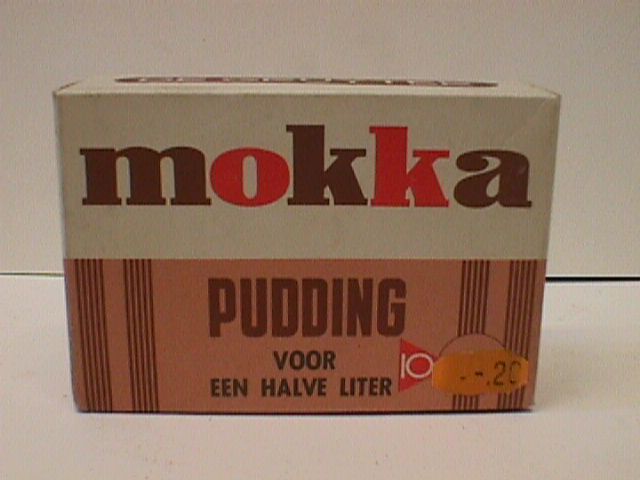 mokka
PUDDING
VOOR
EEN HALVE LITER
10
.20